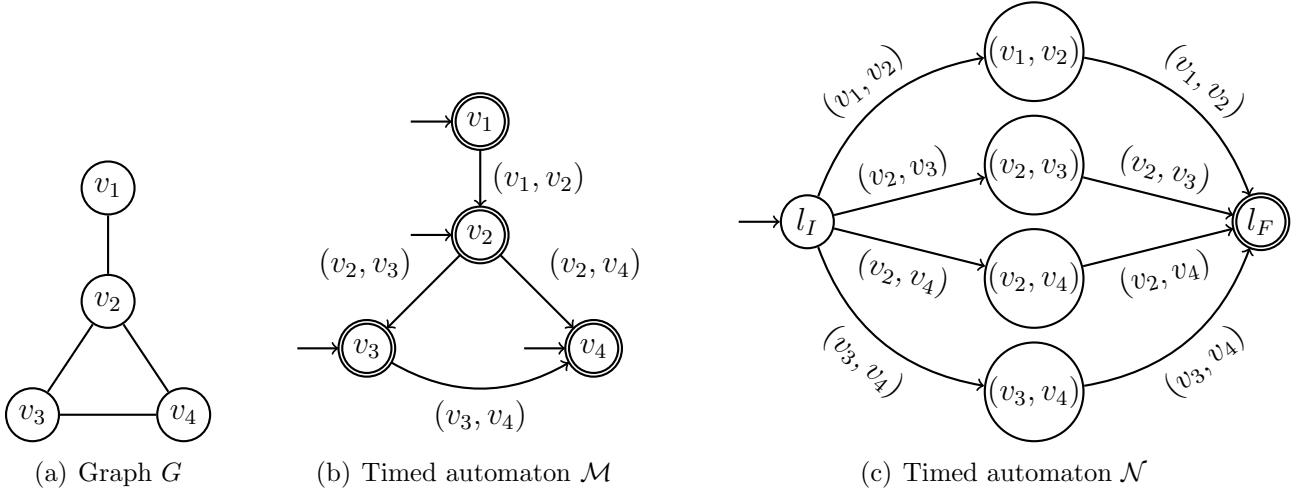 v₁
v₂
v₃
v₄
(a) Graph G
v₁
(v₁, v₂)
v₂
(v₂, v₃)
(v₂, v₄)
v₃
v₄
(v₃, v₄)
(b) Timed automaton ℳ
(v₁, v₂)
(v₁, v₂)
(v₁, v₂)
(v₂, v₃)
(v₂, v₃)
(v₂, v₃)
l_I
l_F
(v₂, v₄)
(v₂, v₄)
(v₂, v₄)
(v₃, v₄)
(v₃, v₄)
(v₃, v₄)
(c) Timed automaton 𝒩